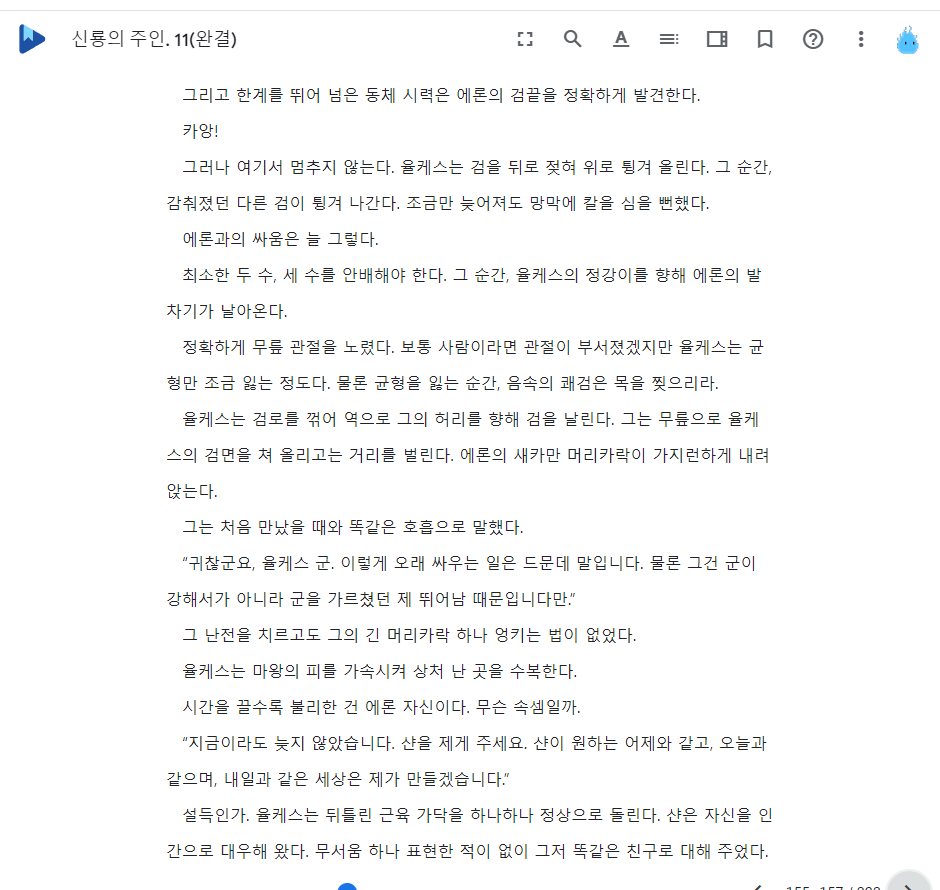 신룡의 주인. 11(완결)
그리고 한계를 뛰어 넘은 동체 시력은 에론의 검끝을 정확하게 발견한다.
카앙!
그러나 여기서 멈추지 않는다. 율케스는 검을 뒤로 젖혀 위로 튕겨 올린다. 그 순간,
감춰졌던 다른 검이 튕겨 나간다. 조금만 늦어져도 망막에 칼을 심을 뻔했다.
에론과의 싸움은 늘 그렇다.
최소한 두 수, 세 수를 안배해야 한다. 그 순간, 율케스의 정강이를 향해 에론의 발
차기가 날아온다.
정확하게 무릎 관절을 노렸다. 보통 사람이라면 관절이 부서졌겠지만 율케스는 균
형만 조금 잃는 정도다. 물론 균형을 잃는 순간, 음속의 쾌검은 목을 찢으리라.
율케스는 검로를 꺾어 역으로 그의 허리를 향해 검을 날린다. 그는 무릎으로 율케
스의 검면을 쳐 올리고는 거리를 벌린다. 에론의 새카만 머리카락이 가지런하게 내려
앉는다.
그는 처음 만났을 때와 똑같은 호흡으로 말했다.
“귀찮군요, 율케스 군. 이렇게 오래 싸우는 일은 드문데 말입니다. 물론 그건 군이
강해서가 아니라 군을 가르쳤던 제 뛰어남 때문입니다만.”
그 난전을 치르고도 그의 긴 머리카락 하나 엉키는 법이 없었다.
율케스는 마왕의 피를 가속시켜 상처 난 곳을 수복한다.
시간을 끌수록 불리한 건 에론 자신이다. 무슨 속셈일까.
“지금이라도 늦지 않았습니다. 샨을 제게 주세요. 샨이 원하는 어제와 같고, 오늘과
같으며, 내일과 같은 세상은 제가 만들겠습니다.”
설득인가. 율케스는 뒤틀린 근육 가닥을 하나하나 정상으로 돌린다. 샨은 자신을 인
간으로 대우해 왔다. 무서움 하나 표현한 적이 없이 그저 똑같은 친구로 대해 주었다.